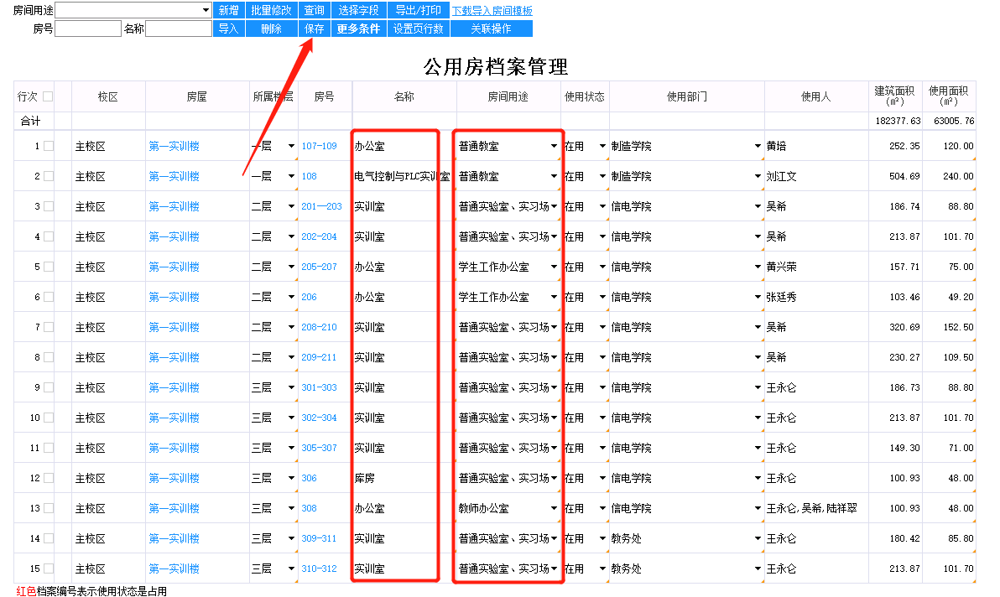 房间用途 新增 批量修改 查询 选择字段 导出/打印 下载导入房间模板
房号 名称 导入 删除 保存 更多条件 设置页行数 关联操作
公用房档案管理
行次 校区 房屋 所属楼层 房号 名称 房间用途 使用状态 使用部门 使用人 建筑面积(㎡) 使用面积(㎡)
合计 182377.63 63005.76
1 主校区 第一实训楼 一层 107-109 办公室 普通教室 在用 制造学院 黄培 252.35 120.00
2 主校区 第一实训楼 一层 108 电气控制与PLC实训室 普通教室 在用 制造学院 刘江文 504.69 240.00
3 主校区 第一实训楼 二层 201—203 实训室 普通实验室、实习场 在用 信电学院 吴希 186.74 88.80
4 主校区 第一实训楼 二层 202-204 实训室 普通实验室、实习场 在用 信电学院 吴希 213.87 101.70
5 主校区 第一实训楼 二层 205-207 办公室 学生工作办公室 在用 信电学院 黄兴荣 157.71 75.00
6 主校区 第一实训楼 二层 206 办公室 学生工作办公室 在用 信电学院 张廷秀 103.46 49.20
7 主校区 第一实训楼 二层 208-210 实训室 普通实验室、实习场 在用 信电学院 吴希 320.69 152.50
8 主校区 第一实训楼 二层 209-211 实训室 普通实验室、实习场 在用 信电学院 吴希 230.27 109.50
9 主校区 第一实训楼 三层 301-303 实训室 普通实验室、实习场 在用 信电学院 王永仑 186.73 88.80
10 主校区 第一实训楼 三层 302-304 实训室 普通实验室、实习场 在用 信电学院 王永仑 213.87 101.70
11 主校区 第一实训楼 三层 305-307 实训室 普通实验室、实习场 在用 信电学院 王永仑 149.30 71.00
12 主校区 第一实训楼 三层 306 库房 普通实验室、实习场 在用 信电学院 王永仑 100.93 48.00
13 主校区 第一实训楼 三层 308 办公室 教师办公室 在用 信电学院 王永仑,吴希,陆祥翠 100.93 48.00
14 主校区 第一实训楼 三层 309-311 实训室 普通实验室、实习场 在用 教务处 王永仑 180.42 85.80
15 主校区 第一实训楼 三层 310-312 实训室 普通实验室、实习场 在用 教务处 王永仑 213.87 101.70
红色档案编号表示使用状态是占用